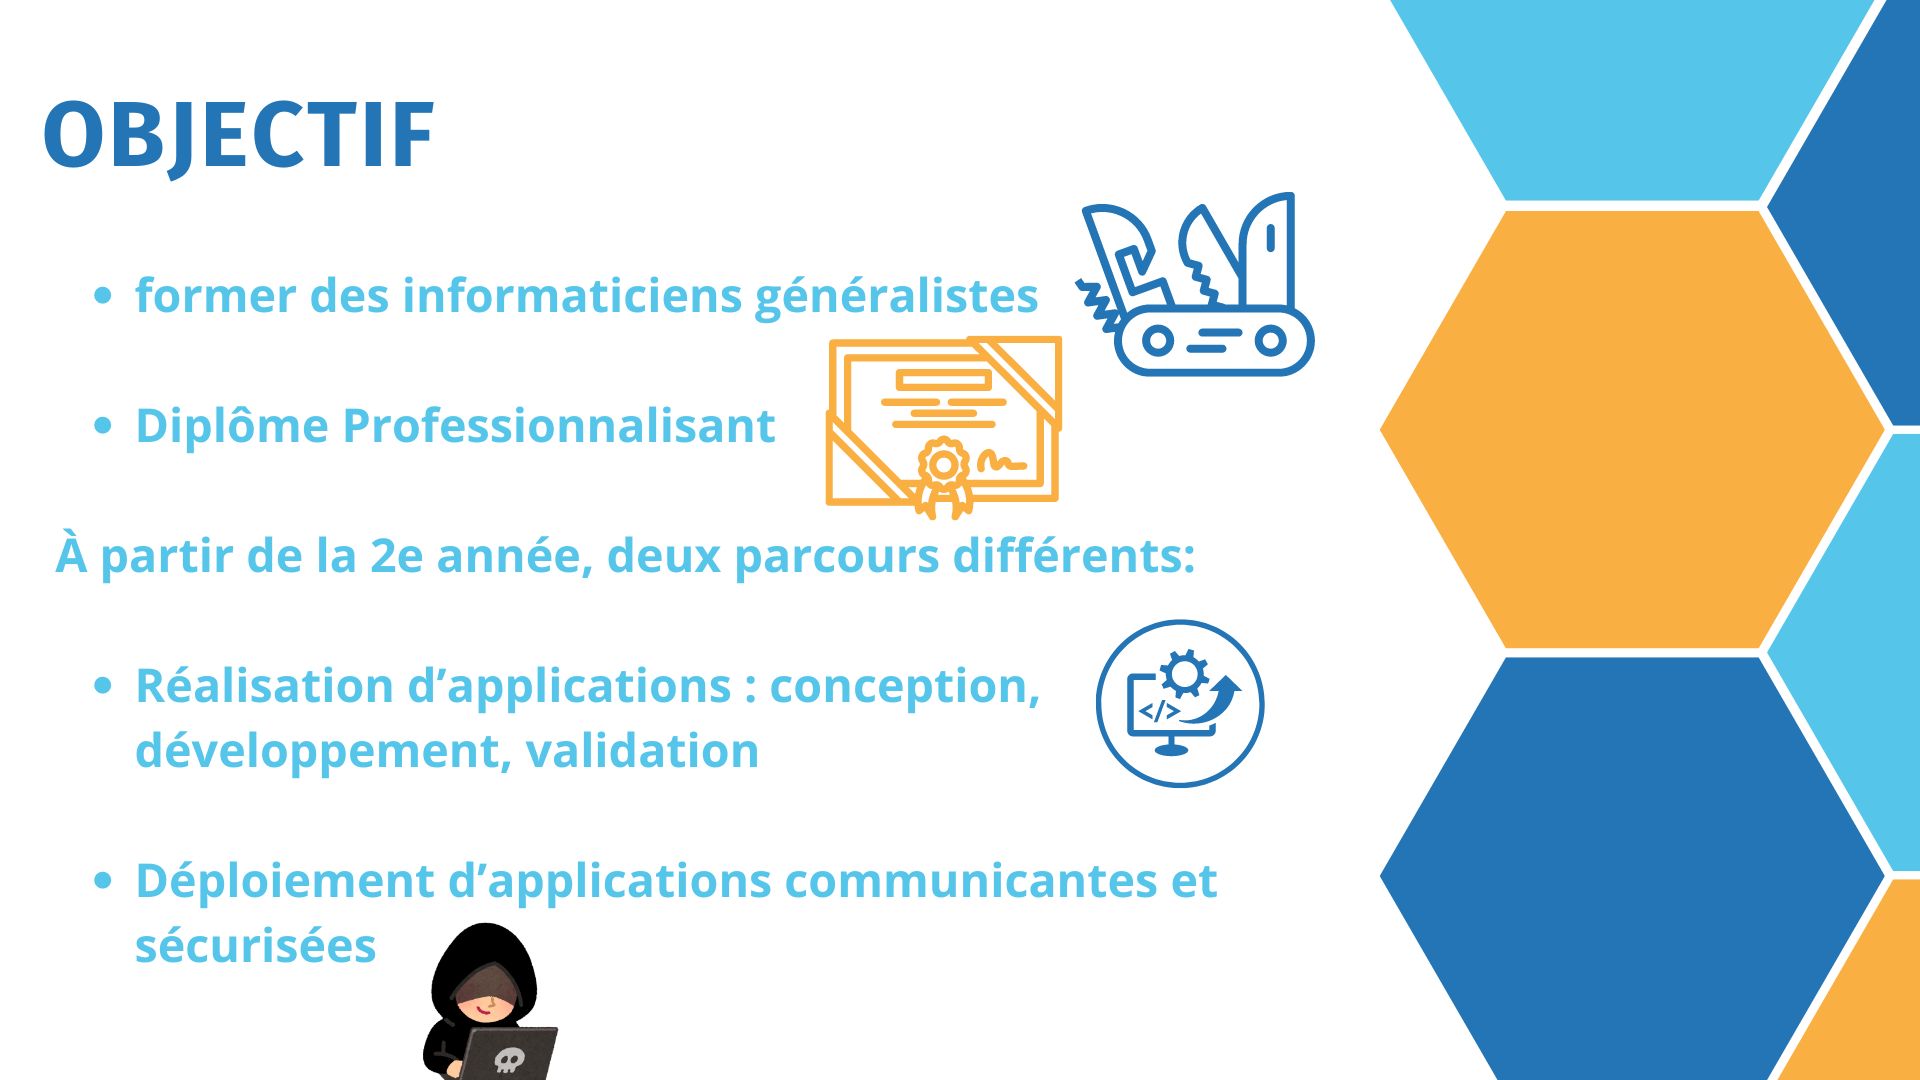 OBJECTIF
• former des informaticiens généralistes
• Diplôme Professionnalisant
À partir de la 2e année, deux parcours différents:
• Réalisation d’applications : conception,
développement, validation
• Déploiement d’applications communicantes et
sécurisées